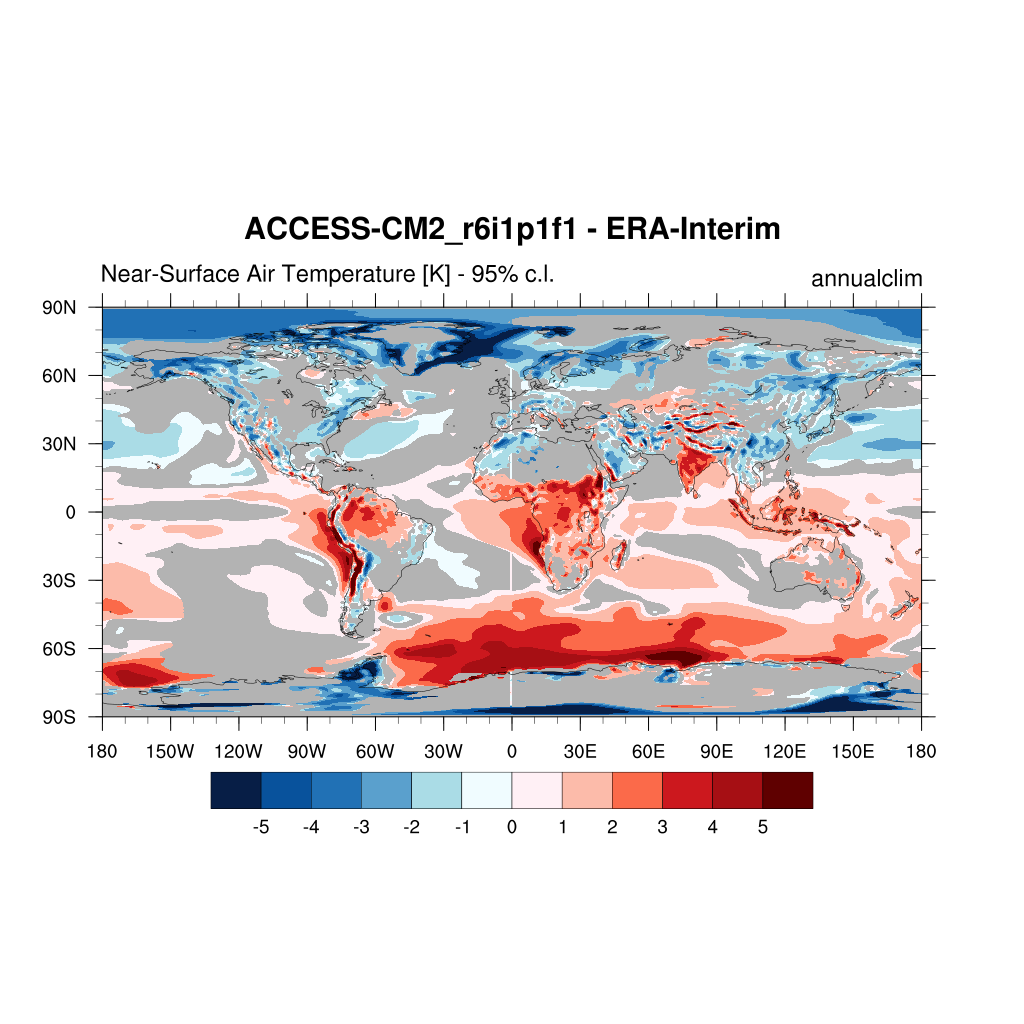 ACCESS-CM2_r6i1p1f1 - ERA-Interim
Near-Surface Air Temperature [K] - 95% c.l. annualclim
90N
60N
30N
0
30S
60S
90S
180 150W 120W 90W 60W 30W 0 30E 60E 90E 120E 150E 180
-5 -4 -3 -2 -1 0 1 2 3 4 5